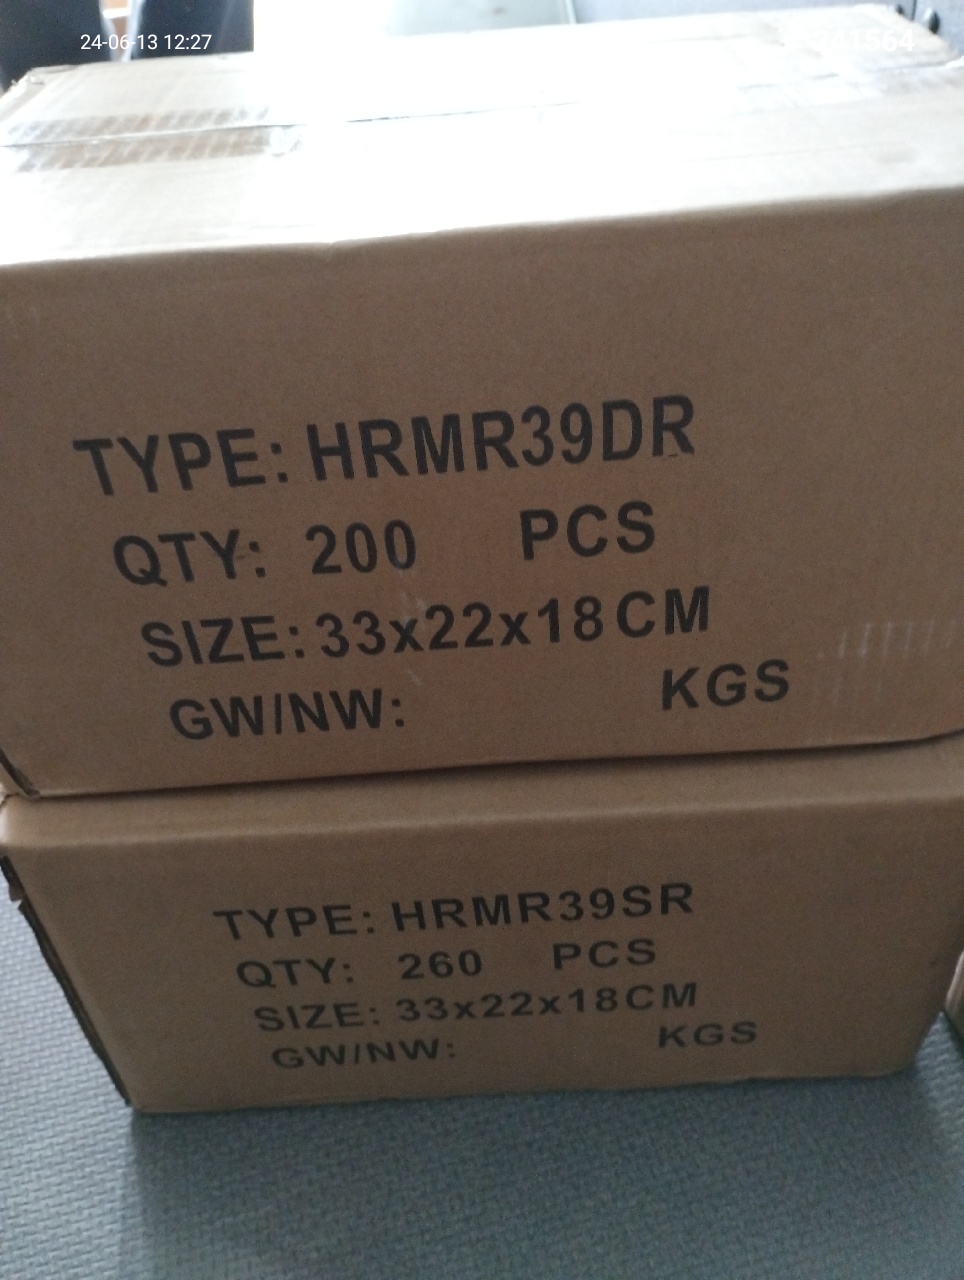 24-06-13 12:27
TYPE: HRMR39DR
QTY: 200 PCS
SIZE: 33x22x18CM
GW/NW: KGS
TYPE: HRMR39SR
QTY: 260 PCS
SIZE: 33x22x18CM
GW/NW: KGS